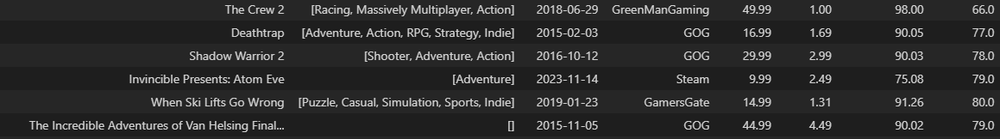 The Crew 2 [Racing, Massively Multiplayer, Action] 2018-06-29 GreenManGaming 49.99 1.00 98.00 66.0
Deathtrap [Adventure, Action, RPG, Strategy, Indie] 2015-02-03 GOG 16.99 1.69 90.05 77.0
Shadow Warrior 2 [Shooter, Adventure, Action] 2016-10-12 GOG 29.99 2.99 90.03 78.0
Invincible Presents: Atom Eve [Adventure] 2023-11-14 Steam 9.99 2.49 75.08 79.0
When Ski Lifts Go Wrong [Puzzle, Casual, Simulation, Sports, Indie] 2019-01-23 GamersGate 14.99 1.31 91.26 80.0
The Incredible Adventures of Van Helsing Final... [] 2015-11-05 GOG 44.99 4.49 90.02 79.0